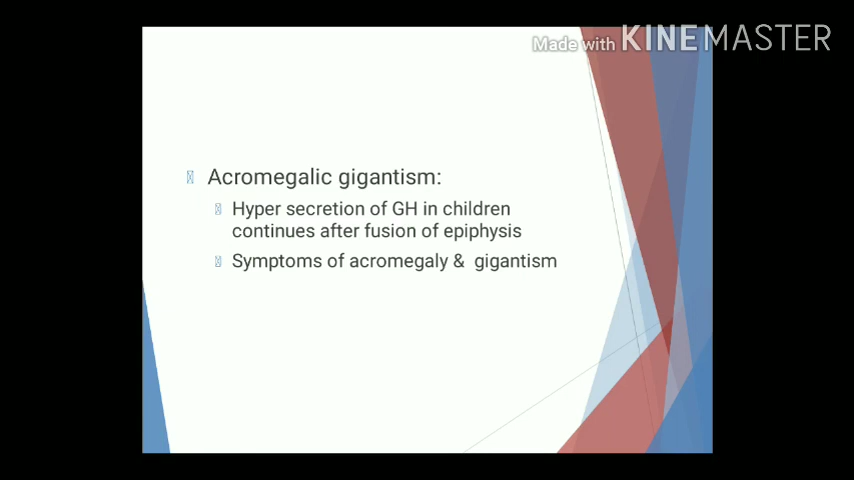 Made with KINEMASTER
Acromegalic gigantism:
Hyper secretion of GH in children
continues after fusion of epiphysis
Symptoms of acromegaly & gigantism